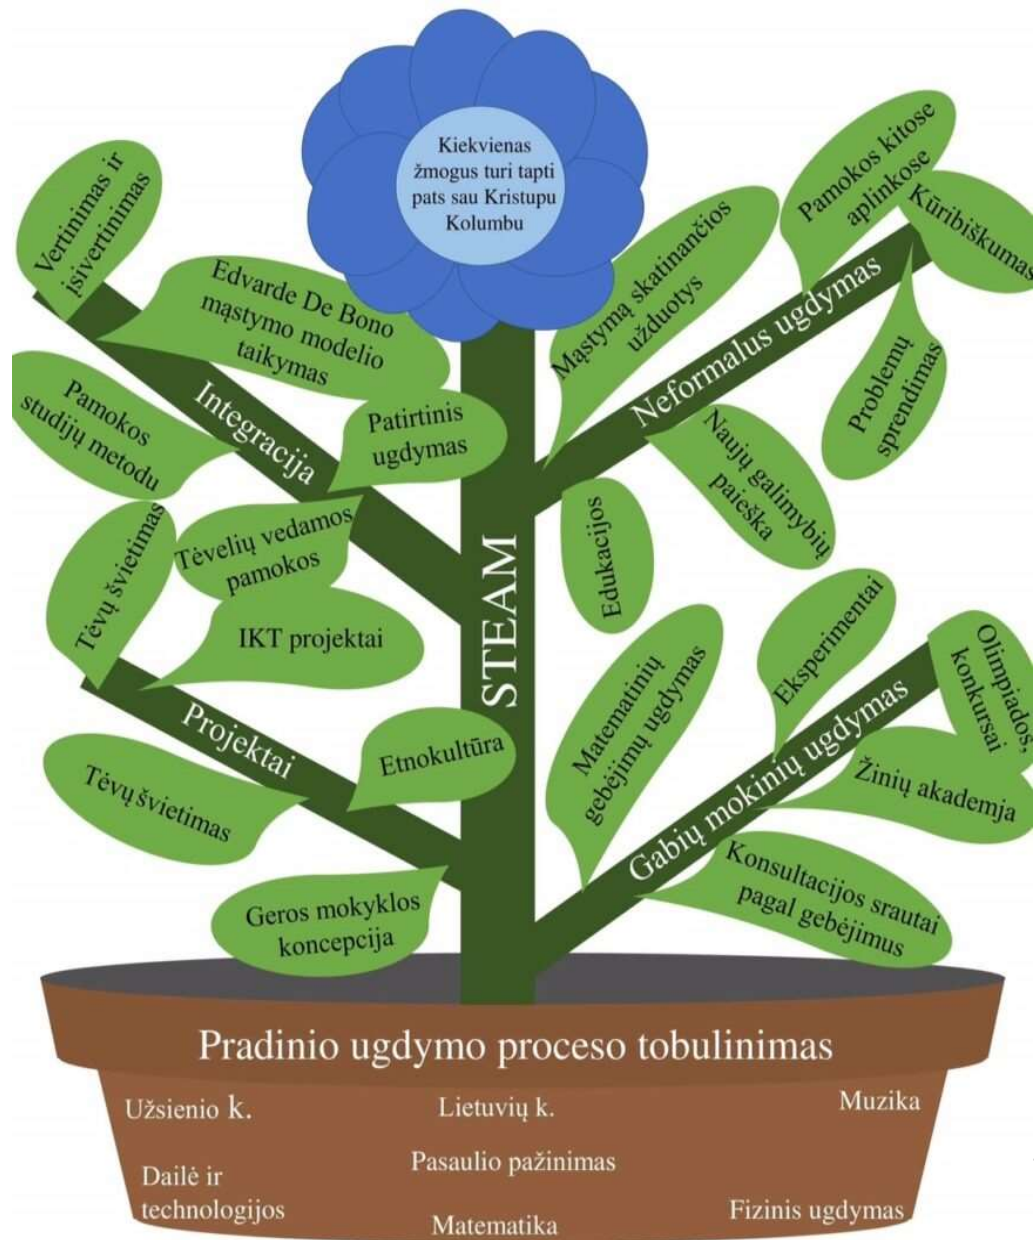 Kiekvienas
žmogus turi tapti
pats sau Kristupu
Kolumbu
Vertinimas ir
įsivertinimas
Edvarde De Bono
mąstymo modelio
taikymas
Pamokos
studijų metodu
Integracija
Patirtinis
ugdymas
Tėvelių vedamos
pamokos
Mąstymą skatinančios
užduotys
Pamokos kitose
aplinkose
Kūribiškumas
Neformalus ugdymas
Problemų
sprendimas
Naujų galimybių
paieška
Edukacijos
STEAM
Tėvų švietimas
IKT projektai
Projektai
Etnokultūra
Tėvų švietimas
Geros mokyklos
koncepcija
Matematinių
gebėjimų ugdymas
Eksperimentai
Olimpiados,
konkursai
Gabių mokinių ugdymas
Žinių akademja
Konsultacijos srautai
pagal gebėjimus
Pradinio ugdymo proceso tobulinimas
Užsienio k.
Lietuvių k.
Muzika
Pasaulio pažinimas
Dailė ir
technologijos
Matematika
Fizinis ugdymas